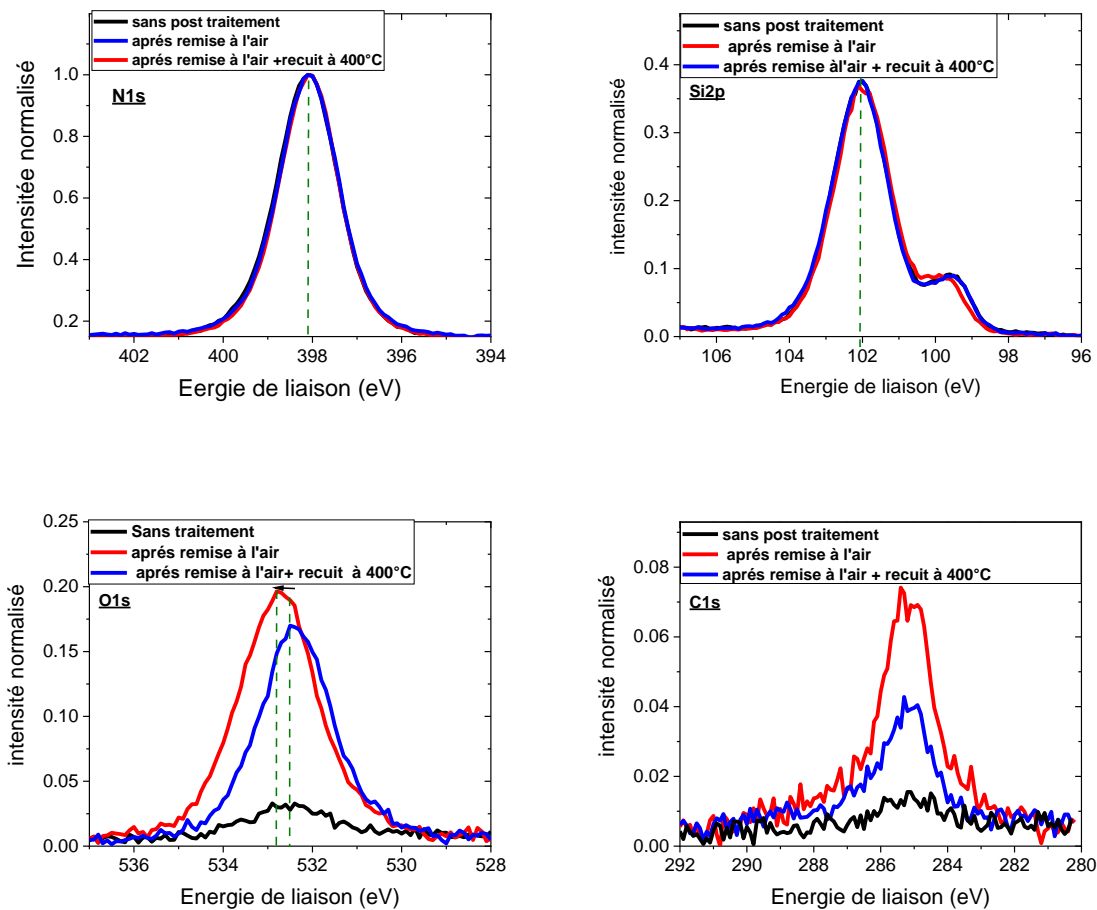 sans post traitement
aprés remise à l'air
aprés remise à l'air +recuit à 400°C
N1s
1.0
0.8
0.6
0.4
0.2
402 400 398 396 394
Intensitée normalisé
Eergie de liaison (eV)
sans post traitement
aprés remise à l'air
aprés remise àl'air + recuit à 400°C
Si2p
0.4
0.3
0.2
0.1
0.0
106 104 102 100 98 96
intensitée normalisé
Energie de liaison (eV)
Sans traitement
aprés remise à l'air
aprés remise à l'air+ recuit à 400°C
O1s
0.25
0.20
0.15
0.10
0.05
0.00
536 534 532 530 528
intensité normalisé
Energie de liaison (eV)
sans post traitement
aprés remise à l'air
aprés remise à l'air + recuit à 400°C
C1s
0.08
0.06
0.04
0.02
0.00
292 290 288 286 284 282 280
intensité normalisé
Energie de liaison (eV)